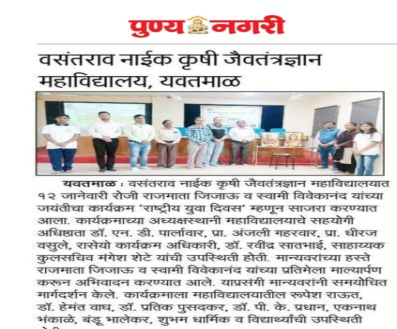 पुण्य नगरी
वसंतराव नाईक कृषी जैवतंत्रज्ञान
महाविद्यालय, यवतमाळ
यवतमाळ : वसंतराव नाईक कृषी जैवतंत्रज्ञान महाविद्यालयात
१२ जानेवारी रोजी राजमाता जिजाऊ व स्वामी विवेकानंद यांच्या
जयंतीचा कार्यक्रम 'राष्ट्रीय युवा दिवस' म्हणून साजरा करण्यात
आला. कार्यक्रमाच्या अध्यक्षस्थानी महाविद्यालयाचे सहयोगी
अधिष्ठता डॉ. एन. डी. पार्लावार, प्रा. अंजली गहरवार, प्रा. धीरज
वसुले, रासेयो कार्यक्रम अधिकारी, डॉ. रवींद्र सातभाई, साहाय्यक
कुलसचिव मंगेश शेटे यांची उपस्थिती होती. मान्यवरांच्या हस्ते
राजमाता जिजाऊ व स्वामी विवेकानंद यांच्या प्रतिमेला माल्यार्पण
करून अभिवादन करण्यात आले. याप्रसंगी मान्यवरांनी समयोचित
मार्गदर्शन केले. कार्यक्रमाला महाविद्यालयातील रूपेश राऊत,
डॉ. हेमंत वाघ, डॉ. प्रतिक पुसदकर, डॉ. पी. के. प्रधान, एकनाथ
भंकाळे, बंडू भालेकर, शुभम धार्मिक व विद्यार्थ्यांची उपस्थिती